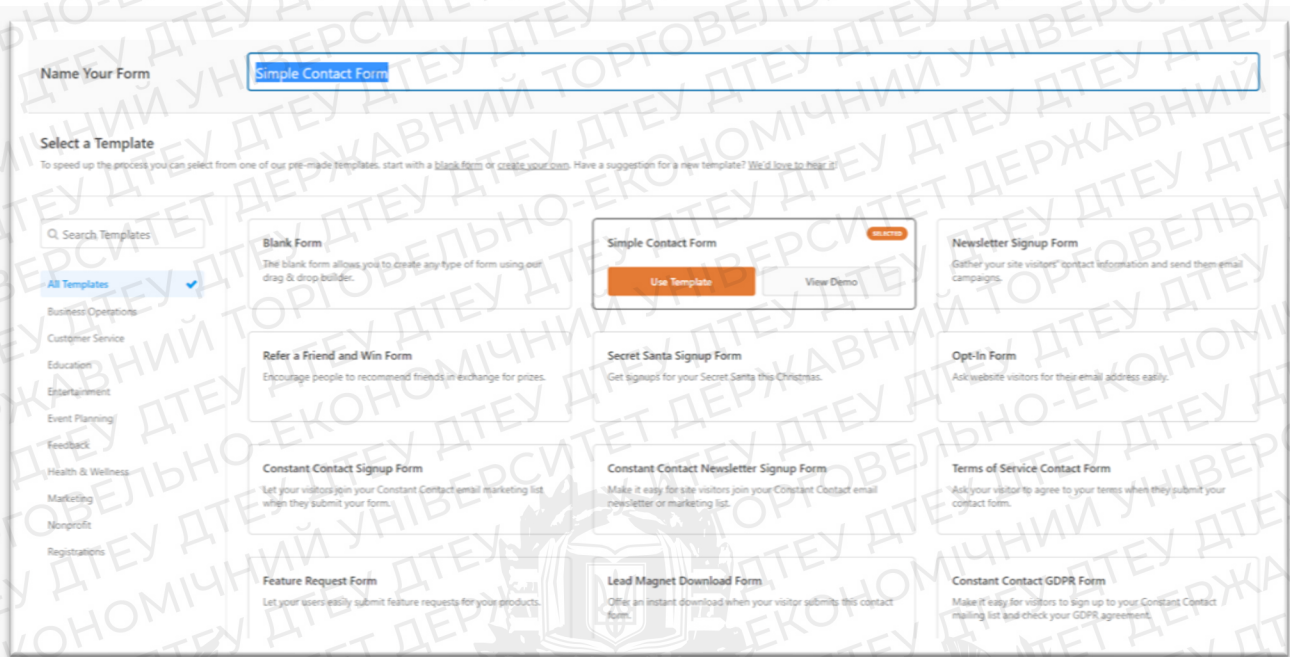 Name Your Form
Simple Contact Form
Select a Template
To speed up the process you can select from one of our pre-made templates, start with a blank form or create your own. Have a suggestion for a new template? We'd love to hear it!
Search Templates
All Templates
Business Operations
Customer Service
Education
Entertainment
Event Planning
Feedback
Health & Wellness
Marketing
Nonprofit
Registrations
Blank Form
The blank form allows you to create any type of form using our
drag & drop builder.
Simple Contact Form
SELECTED
Use Template
View Demo
Newsletter Signup Form
Gather your site visitors' contact information and send them email
campaigns.
Refer a Friend and Win Form
Encourage people to recommend friends in exchange for prizes.
Secret Santa Signup Form
Get signups for your Secret Santa this Christmas.
Opt-In Form
Ask website visitors for their email address easily.
Constant Contact Signup Form
Let your visitors join your Constant Contact email marketing list
when they submit your form.
Constant Contact Newsletter Signup Form
Make it easy for site visitors join your Constant Contact email
newsletter or marketing list.
Terms of Service Contact Form
Ask your visitor to agree to your terms when they submit your
contact form.
Feature Request Form
Let your users easily submit feature requests for your products.
Lead Magnet Download Form
Offer an instant download when your visitor submits this contact
form.
Constant Contact GDPR Form
Make it easy for visitors to sign up to your Constant Contact
mailing list and check your GDPR agreement.